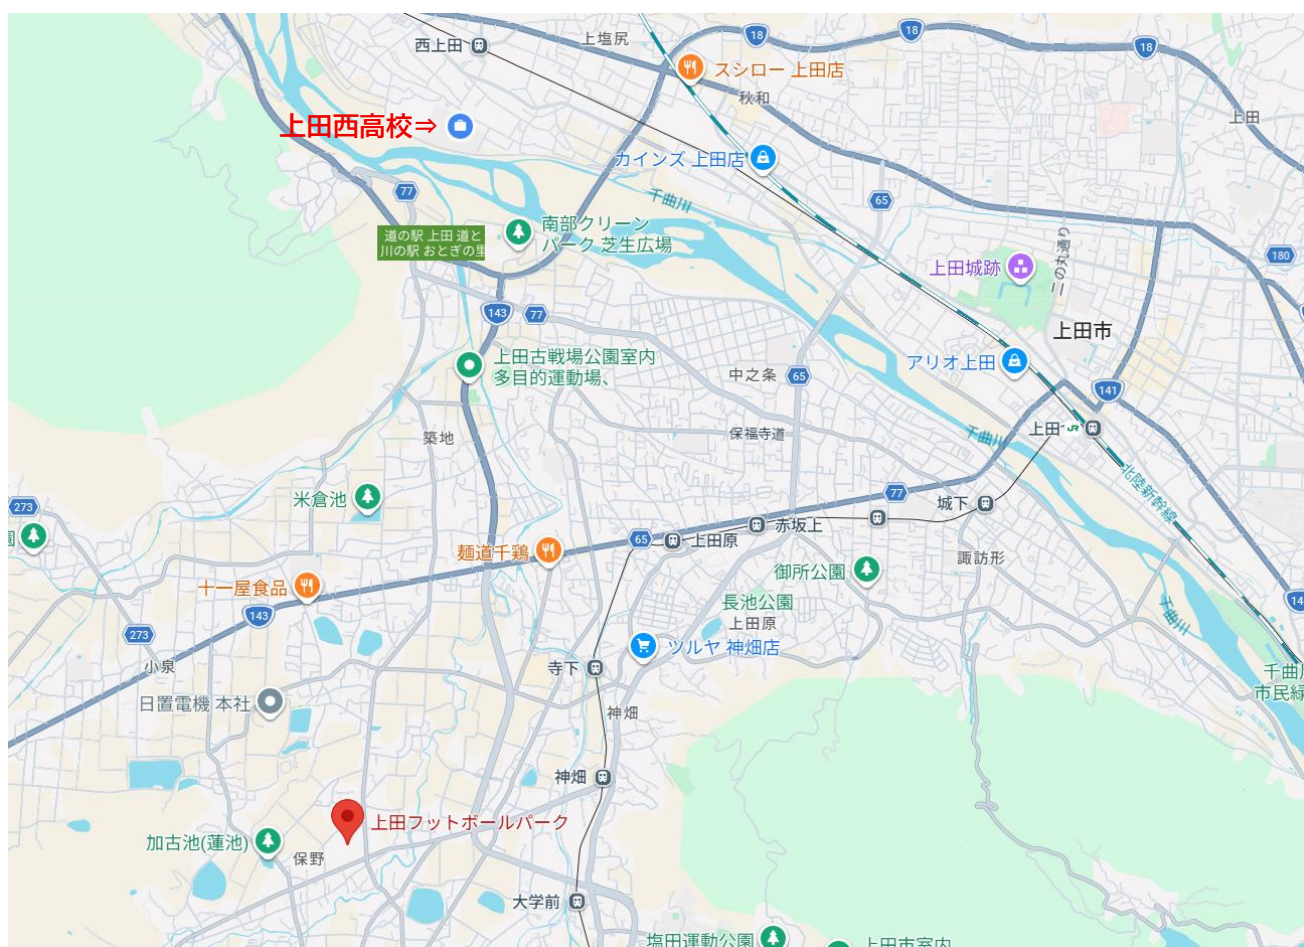 18
18
18
西上田
上塩尻
スシロー 上田店
秋和
上田
上田西高校⇒
カインズ 上田店
77
65
千曲川
南部クリーン
パーク 芝生広場
道の駅 上田 道と
川の駅 おとぎの里
上田城跡
二の丸通り
180
143
77
上田市
上田古戦場公園室内
多目的運動場、
中之条
65
アリオ上田
141
築地
保福寺道
千曲川
上田
JR
北陸新幹線
米倉池
273
77
城下
園
65
上田原
赤坂上
麺道千鶏
十一屋食品
御所公園
諏訪形
143
長池公園
上田原
千曲川
14
273
小泉
ツルヤ 神畑店
寺下
千曲川
市民緑
日置電機 本社
神畑
神畑
上田フットボールパーク
加古池(蓮池)
保野
大学前
塩田運動公園
上田市室内